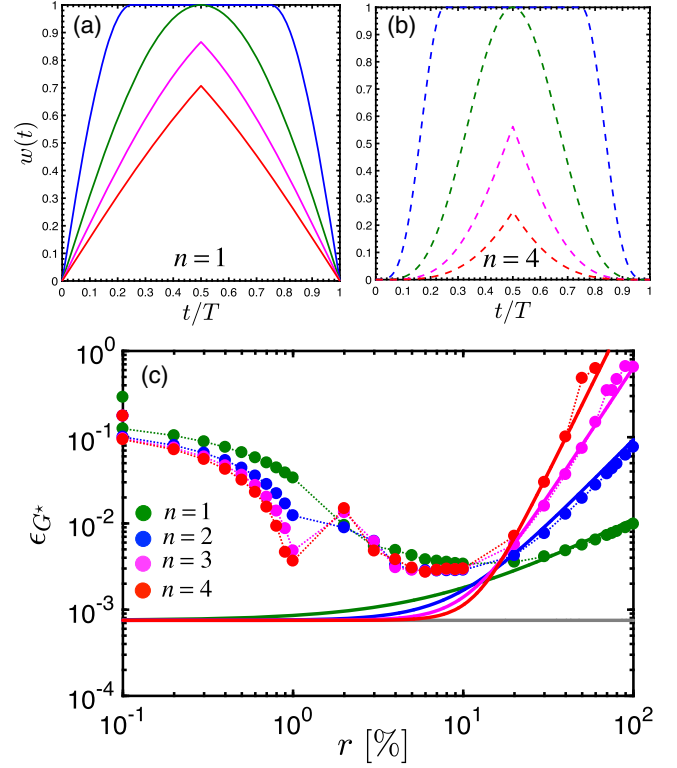 (a)
w(t)
1
0.9
0.8
0.7
0.6
0.5
0.4
0.3
0.2
0.1
0
n = 1
0 0.1 0.2 0.3 0.4 0.5 0.6 0.7 0.8 0.9 1
t/T
(b)
1
0.9
0.8
0.7
0.6
0.5
0.4
0.3
0.2
0.1
0
n = 4
0 0.1 0.2 0.3 0.4 0.5 0.6 0.7 0.8 0.9 1
t/T
(c)
ϵ_{G⋆}
10^0
10^{-1}
10^{-2}
10^{-3}
10^{-4}
n = 1
n = 2
n = 3
n = 4
10^{-1} 10^0 10^1 10^2
r [%]